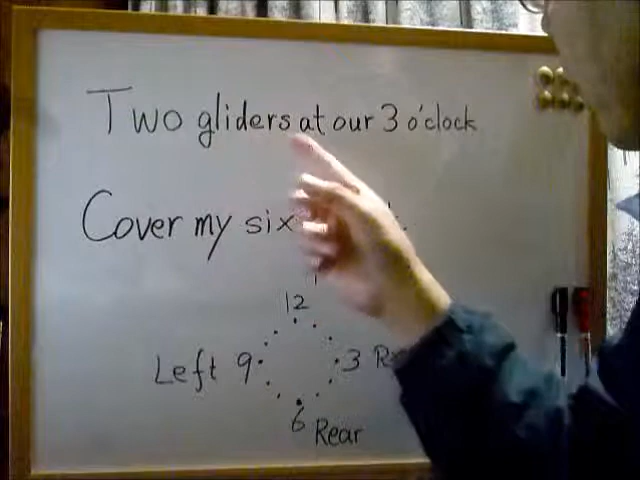 Two gliders at our 3 o'clock
Cover my six
12
Left 9 3
6
Rear